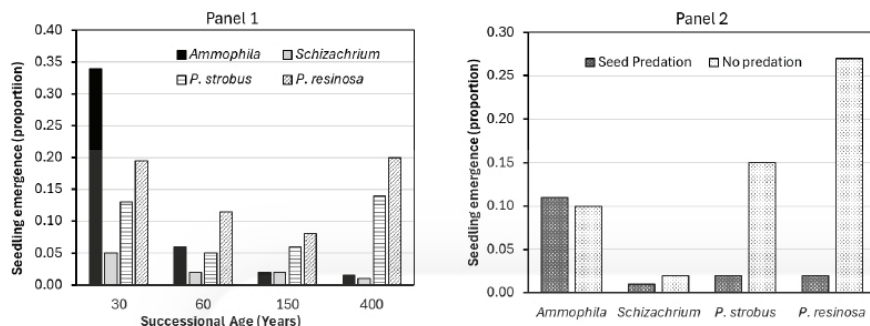 Panel 1
Seedling emergence (proportiion)
0.40
0.35
0.30
0.25
0.20
0.15
0.10
0.05
0.00
Ammophila
Schizachrium
P. strobus
P. resinosa
30 60 150 400
Successional Age (Years)
Panel 2
Seedling emergence (proportion)
0.30
0.25
0.20
0.15
0.10
0.05
0.00
Seed Predation
No predation
Ammophila Schizachrium P. strobus P. resinosa